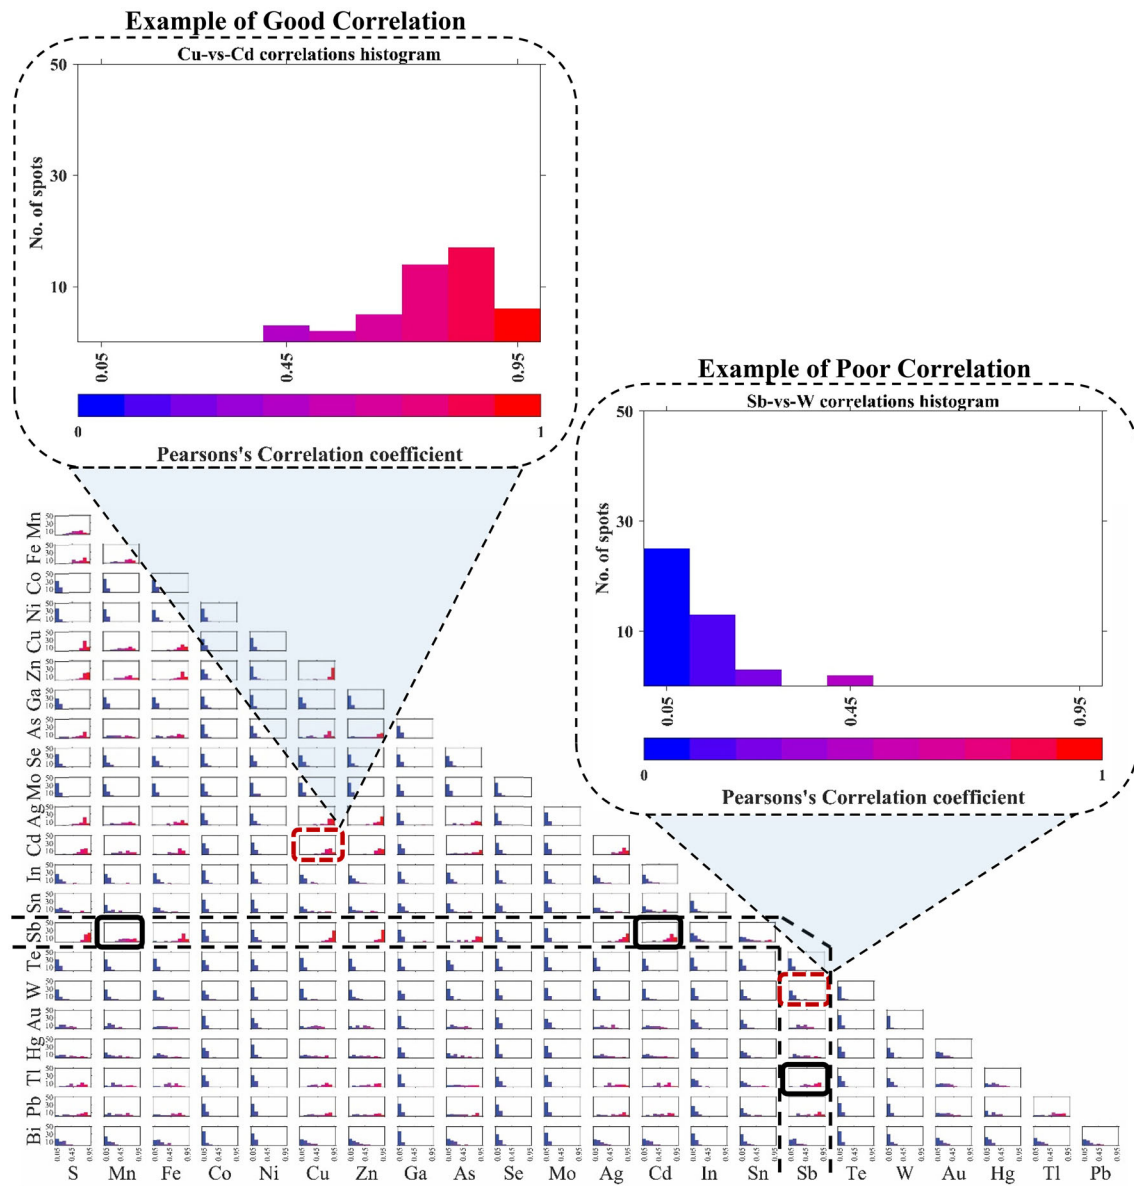 Example of Good Correlation
Cu-vs-Cd correlations histogram
50
30
10
No. of spots
0.05 0.45 0.95
0 1
Pearsons's Correlation coefficient
Example of Poor Correlation
Sb-vs-W correlations histogram
50
30
10
No. of spots
0.05 0.45 0.95
0 1
Pearsons's Correlation coefficient
Mn
Fe
Co
Ni
Cu
Zn
Ga
As
Se
Mo
Ag
Cd
In
Sn
Sb
Te
W
Au
Hg
Tl
Pb
Bi
S Mn Fe Co Ni Cu Zn Ga As Se Mo Ag Cd In Sn Sb Te W Au Hg Tl Pb